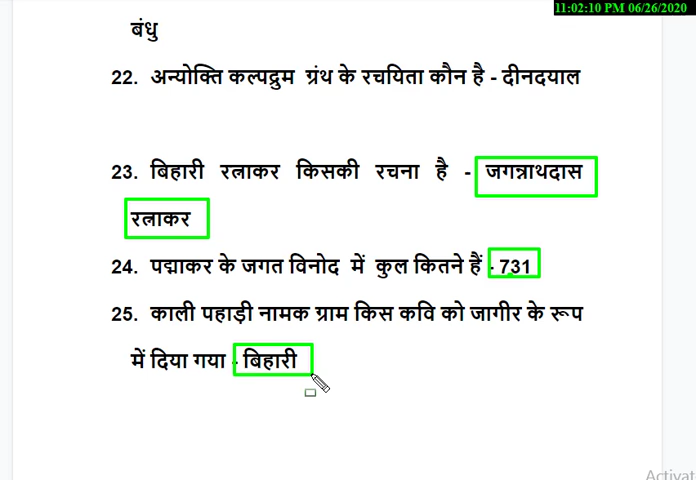 11:02:10 PM 06/26/2020
बंधु
22. अन्योक्ति कल्पद्रुम ग्रंथ के रचयिता कौन है - दीनदयाल
23. बिहारी रत्नाकर किसकी रचना है - जगन्नाथदास
रत्नाकर
24. पद्माकर के जगत विनोद में कुल कितने हैं - 731
25. काली पहाड़ी नामक ग्राम किस कवि को जागीर के रूप
में दिया गया - बिहारी
Activat